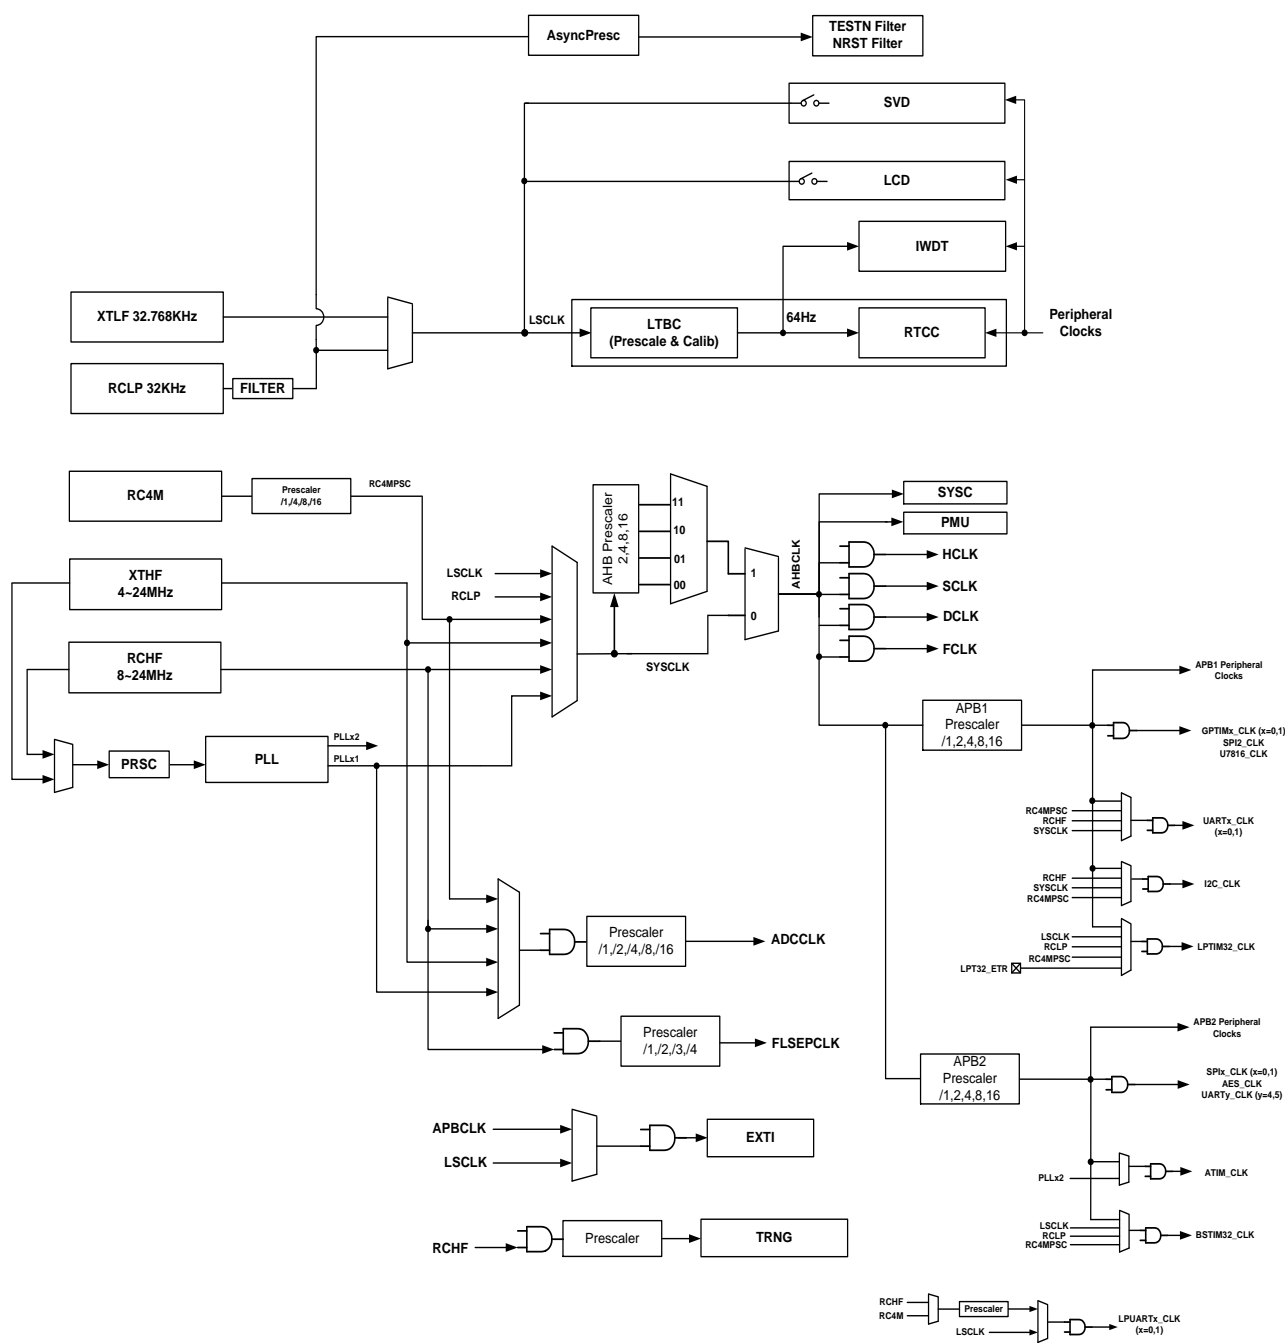 AsyncPresc
TESTN Filter
NRST Filter
SVD
LCD
IWDT
XTLF 32.768KHz
LSCLK
LTBC
(Prescale & Calib)
64Hz
RTCC
Peripheral
Clocks
RCLP 32KHz
FILTER
RC4M
Prescaler
/1,/4,/8,/16
RC4MPSC
AHB Prescaler
2,4,8,16
11
10
01
00
1
0
AHBCLK
SYSC
PMU
HCLK
SCLK
DCLK
FCLK
XTHF
4~24MHz
LSCLK
RCLP
RCHF
8~24MHz
SYSCLK
PRSC
PLL
PLLx2
PLLx1
APB1
Prescaler
/1,2,4,8,16
APB1 Peripheral
Clocks
GPTIMx_CLK (x=0,1)
SPI2_CLK
U7816_CLK
RC4MPSC
RCHF
SYSCLK
UARTx_CLK
(x=0,1)
RCHF
SYSCLK
RC4MPSC
I2C_CLK
LSCLK
RCLP
RC4MPSC
LPT32_ETR
LPTIM32_CLK
Prescaler
/1,/2,/4,/8,/16
ADCCLK
Prescaler
/1,/2,/3,/4
FLSEPCLK
APB2
Prescaler
/1,2,4,8,16
APB2 Peripheral
Clocks
SPIx_CLK (x=0,1)
AES_CLK
UARTy_CLK (y=4,5)
APBCLK
LSCLK
EXTI
PLLx2
ATIM_CLK
LSCLK
RCLP
RC4MPSC
BSTIM32_CLK
RCHF
Prescaler
TRNG
RCHF
RC4M
Prescaler
LSCLK
LPUARTx_CLK
(x=0,1)